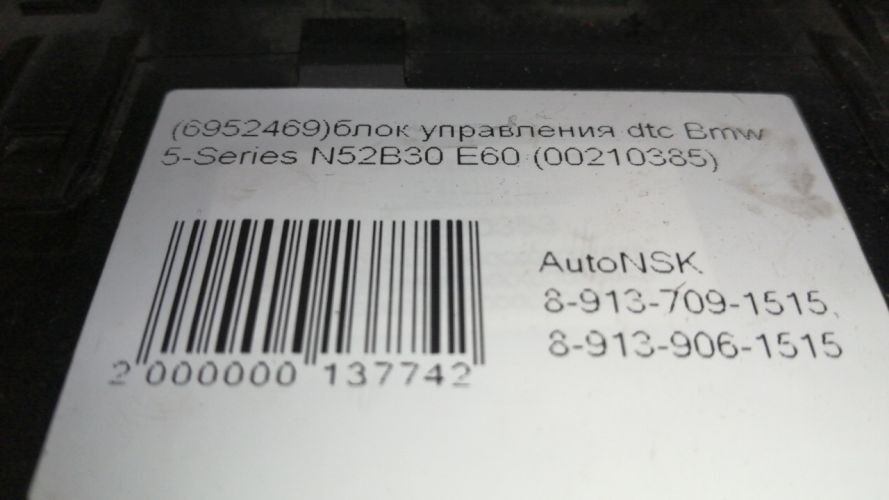 (6952469)блок управления dtc Bmw
5-Series N52B30 E60 (00210385)
AutoNSK
8-913-709-1515,
8-913-906-1515
2 000000 137742